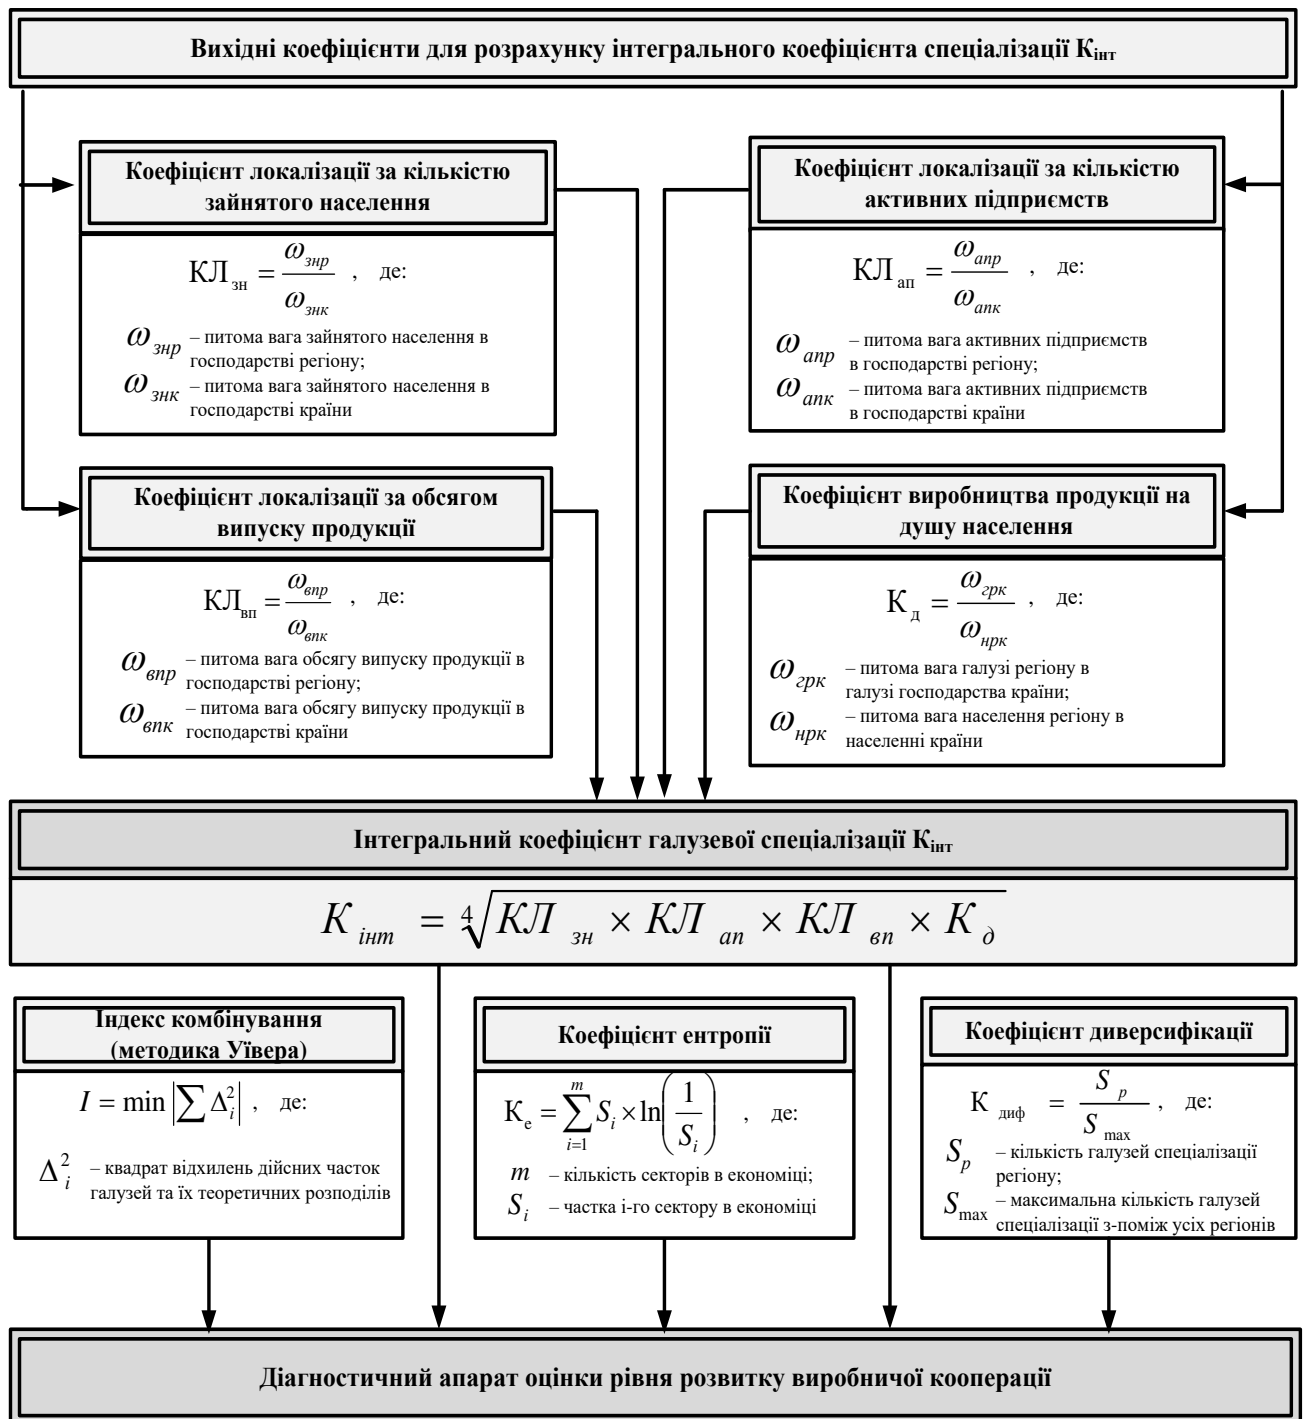 Вихідні коефіцієнти для розрахунку інтегрального коефіцієнта спеціалізації Кінт
Коефіцієнт локалізації за кількістю
зайнятого населення
КЛзн = ωзнр / ωзнк , де:
ωзнр – питома вага зайнятого населення в
господарстві регіону;
ωзнк – питома вага зайнятого населення в
господарстві країни
Коефіцієнт локалізації за кількістю
активних підприємств
КЛап = ωапр / ωапк , де:
ωапр – питома вага активних підприємств
в господарстві регіону;
ωапк – питома вага активних підприємств
в господарстві країни
Коефіцієнт локалізації за обсягом
випуску продукції
КЛвп = ωвпр / ωвпк , де:
ωвпр – питома вага обсягу випуску продукції в
господарстві регіону;
ωвпк – питома вага обсягу випуску продукції в
господарстві країни
Коефіцієнт виробництва продукції на
душу населення
Кд = ωгрк / ωнрк , де:
ωгрк – питома вага галузі регіону в
галузі господарства країни;
ωнрк – питома вага населення регіону в
населенні країни
Інтегральний коефіцієнт галузевої спеціалізації Кінт
Кінт = ∜(КЛзн × КЛап × КЛвп × Кд)
Індекс комбінування
(методика Уївера)
I = min |∑ Δi²| , де:
Δi² – квадрат відхилень дійсних часток
галузей та їх теоретичних розподілів
Коефіцієнт ентропії
Ке = ∑ i=1 m Si × ln(1 / Si) , де:
m – кількість секторів в економіці;
Si – частка і-го сектору в економіці
Коефіцієнт диверсифікації
К диф = Sp / Smax , де:
Sp – кількість галузей спеціалізації
регіону;
Smax – максимальна кількість галузей
спеціалізації з-поміж усіх регіонів
Діагностичний апарат оцінки рівня розвитку виробничої кооперації